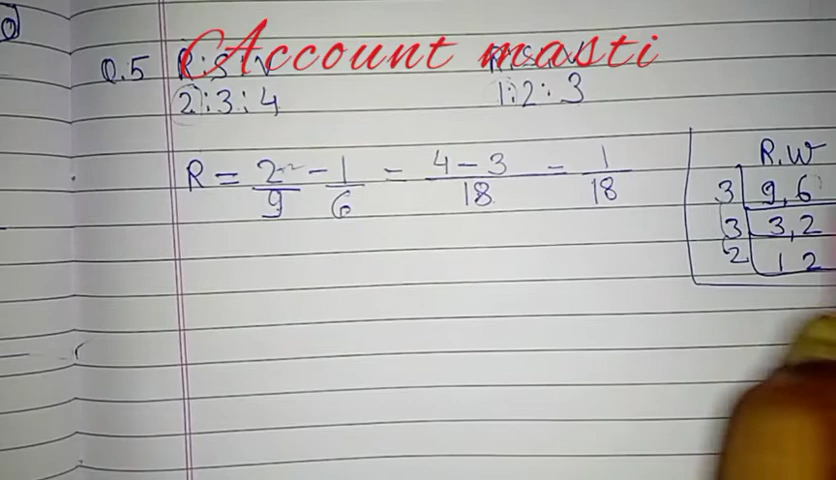 Account masti
Q.5 R:S:V
2:3:4 1:2:3
R = 2/9 - 1/6 = 4-3/18 = 1/18
R.W
3 9,6
3 3,2
2 1 2